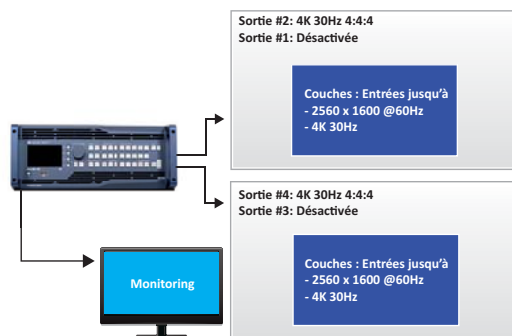 Sortie #2: 4K 30Hz 4:4:4
Sortie #1: Désactivée
Couches : Entrées jusqu'à
- 2560 x 1600 @60Hz
- 4K 30Hz
Sortie #4: 4K 30Hz 4:4:4
Sortie #3: Désactivée
Couches : Entrées jusqu'à
- 2560 x 1600 @60Hz
- 4K 30Hz
Monitoring